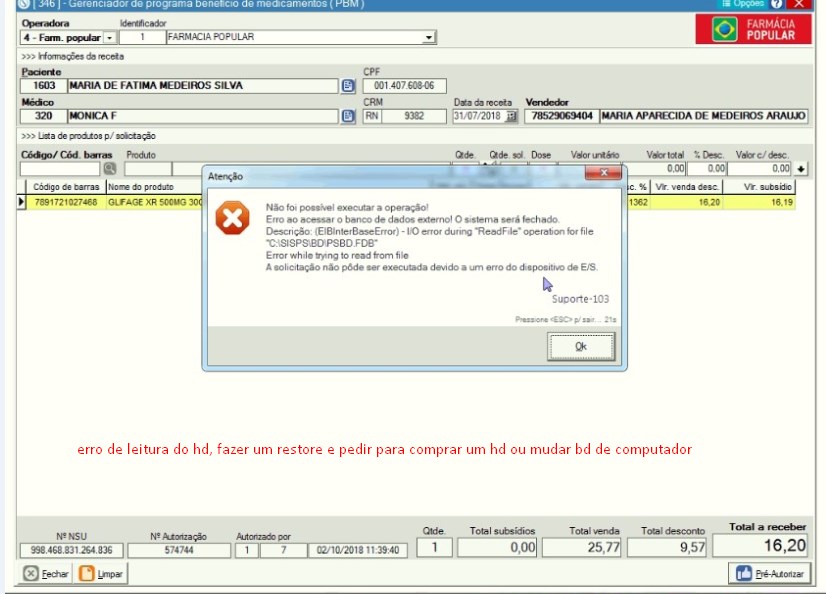 [ 346 ] - Gerenciador de programa benefício de medicamentos ( PBM )
Opções ? X
Operadora Identificador
4 - Farm. popular 1 FARMACIA POPULAR
FARMÁCIA
POPULAR
>>> Informações da receita
Paciente CPF
1603 MARIA DE FATIMA MEDEIROS SILVA 001.407.608-06
Médico CRM Data da receita Vendedor
320 MONICA F RN 9382 31/07/2018 78529069404 MARIA APARECIDA DE MEDEIROS ARAUJO
>>> Lista de produtos p/ solicitação
Código/ Cód. barras Produto Qtde. Qtde. sol. Dose Valor unitário Valor total % Desc. Valor c/ desc.
0,00 0,00 0,00
Código de barras Nome do produto sc. % Vlr. venda desc. Vlr. subsídio
7891721027468 GLIFAGE XR 500MG 30C 1362 16,20 16,19
Atenção
Não foi possível executar a operação!
Erro ao acessar o banco de dados externo! O sistema será fechado.
Descrição: (EIBInterBaseError) - I/O error during "ReadFile" operation for file
"C:\SISPS\BD\PSBD.FDB"
Error while trying to read from file
A solicitação não pôde ser executada devido a um erro do dispositivo de E/S.
Suporte-103
Pressione <ESC> p/ sair... 21s
Ok
erro de leitura do hd, fazer um restore e pedir para comprar um hd ou mudar bd de computador
Nº NSU Nº Autorização Autorizado por Qtde. Total subsídios Total venda Total desconto Total a receber
998.468.831.264.836 574744 1 7 02/10/2018 11:39:40 1 0,00 25,77 9,57 16,20
Fechar Limpar Pré-Autorizar